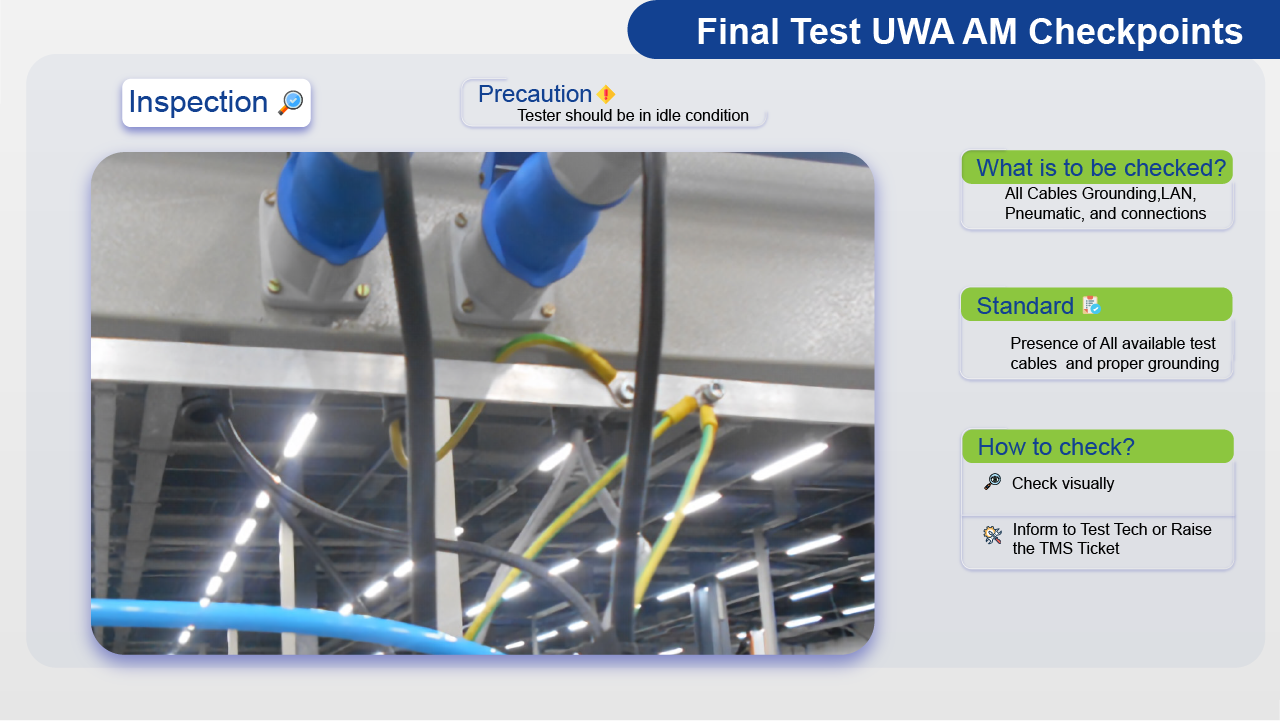 Final Test UWA AM Checkpoints
Inspection
Precaution
Tester should be in idle condition
What is to be checked?
All Cables Grounding,LAN,
Pneumatic, and connections
Standard
Presence of All available test
cables  and proper grounding
How to check?
Check visually
Inform to Test Tech or Raise
the TMS Ticket